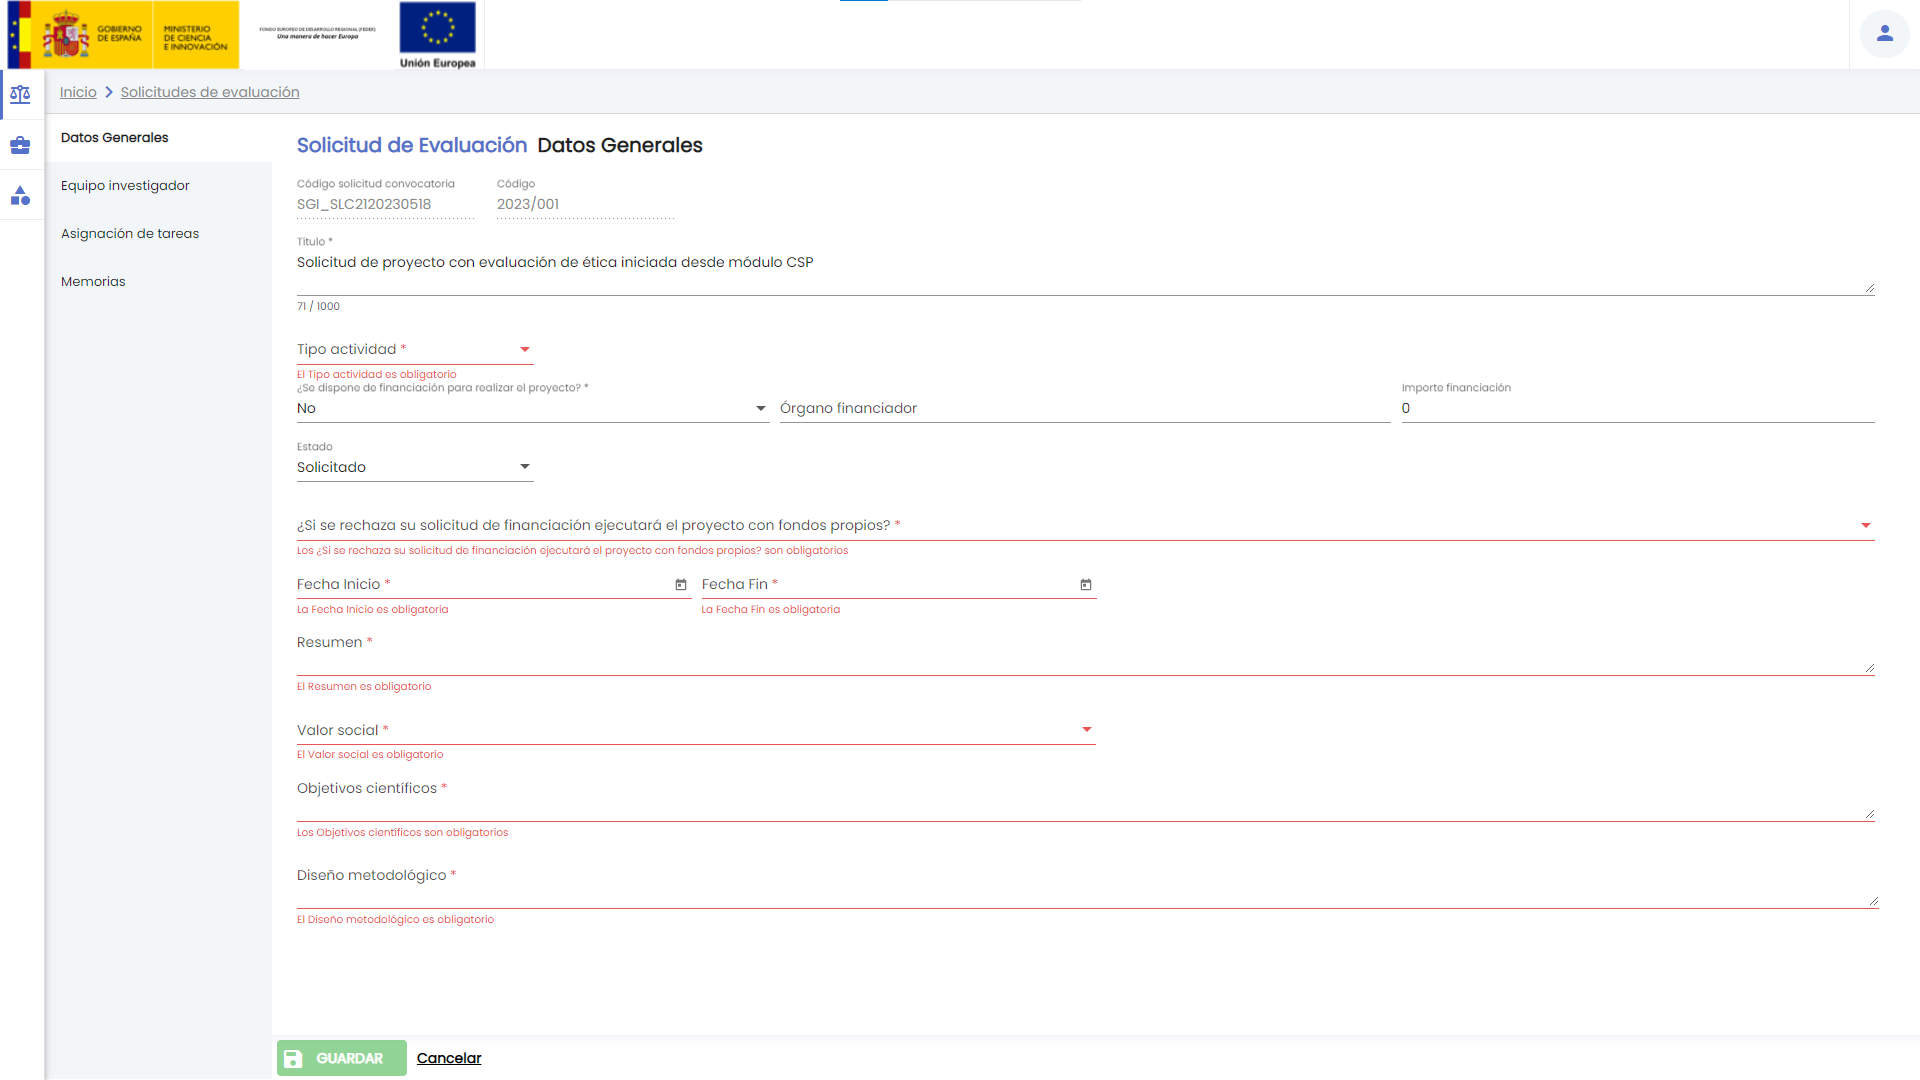 GOBIERNO DE ESPAÑA
MINISTERIO DE CIENCIA E INNOVACIÓN
FONDO EUROPEO DE DESARROLLO REGIONAL (FEDER)
Una manera de hacer Europa
Unión Europea
Inicio
Solicitudes de evaluación
Datos Generales
Equipo investigador
Asignación de tareas
Memorias
Solicitud de Evaluación Datos Generales
Código solicitud convocatoria
SGI_SLC2120230518
Código
2023/001
Título *
Solicitud de proyecto con evaluación de ética iniciada desde módulo CSP
71 / 1000
Tipo actividad *
El Tipo actividad es obligatorio
¿Se dispone de financiación para realizar el proyecto? *
No
Órgano financiador
Importe financiación
0
Estado
Solicitado
¿Si se rechaza su solicitud de financiación ejecutará el proyecto con fondos propios? *
Los ¿Si se rechaza su solicitud de financiación ejecutará el proyecto con fondos propios? son obligatorios
Fecha Inicio *
La Fecha Inicio es obligatoria
Fecha Fin *
La Fecha Fin es obligatoria
Resumen *
El Resumen es obligatorio
Valor social *
El Valor social es obligatorio
Objetivos científicos *
Los Objetivos científicos son obligatorios
Diseño metodológico *
El Diseño metodológico es obligatorio
GUARDAR
Cancelar